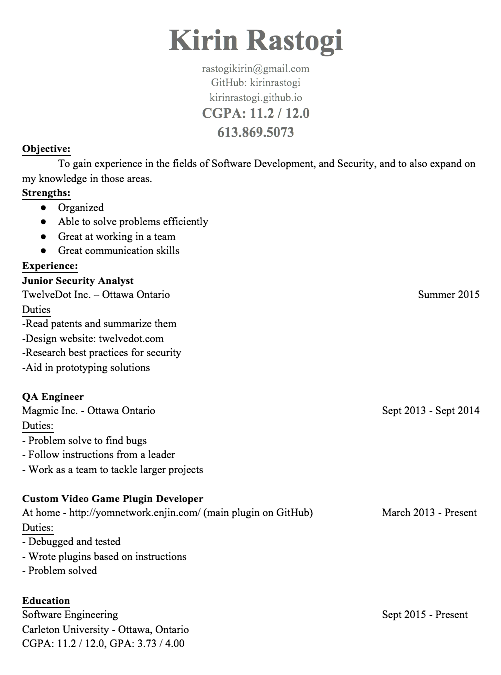 Kirin Rastogi
rastogikirin@gmail.com
GitHub: kirinrastogi
kirinrastogi.github.io
CGPA: 11.2 / 12.0
613.869.5073
Objective:
To gain experience in the fields of Software Development, and Security, and to also expand on
my knowledge in those areas.
Strengths:
● Organized
● Able to solve problems efficiently
● Great at working in a team
● Great communication skills
Experience:
Junior Security Analyst
TwelveDot Inc. – Ottawa Ontario Summer 2015
Duties
-Read patents and summarize them
-Design website: twelvedot.com
-Research best practices for security
-Aid in prototyping solutions
QA Engineer
Magmic Inc. - Ottawa Ontario Sept 2013 - Sept 2014
Duties:
- Problem solve to find bugs
- Follow instructions from a leader
- Work as a team to tackle larger projects
Custom Video Game Plugin Developer
At home - http://yomnetwork.enjin.com/ (main plugin on GitHub) March 2013 - Present
Duties:
- Debugged and tested
- Wrote plugins based on instructions
- Problem solved
Education
Software Engineering Sept 2015 - Present
Carleton University - Ottawa, Ontario
CGPA: 11.2 / 12.0, GPA: 3.73 / 4.00